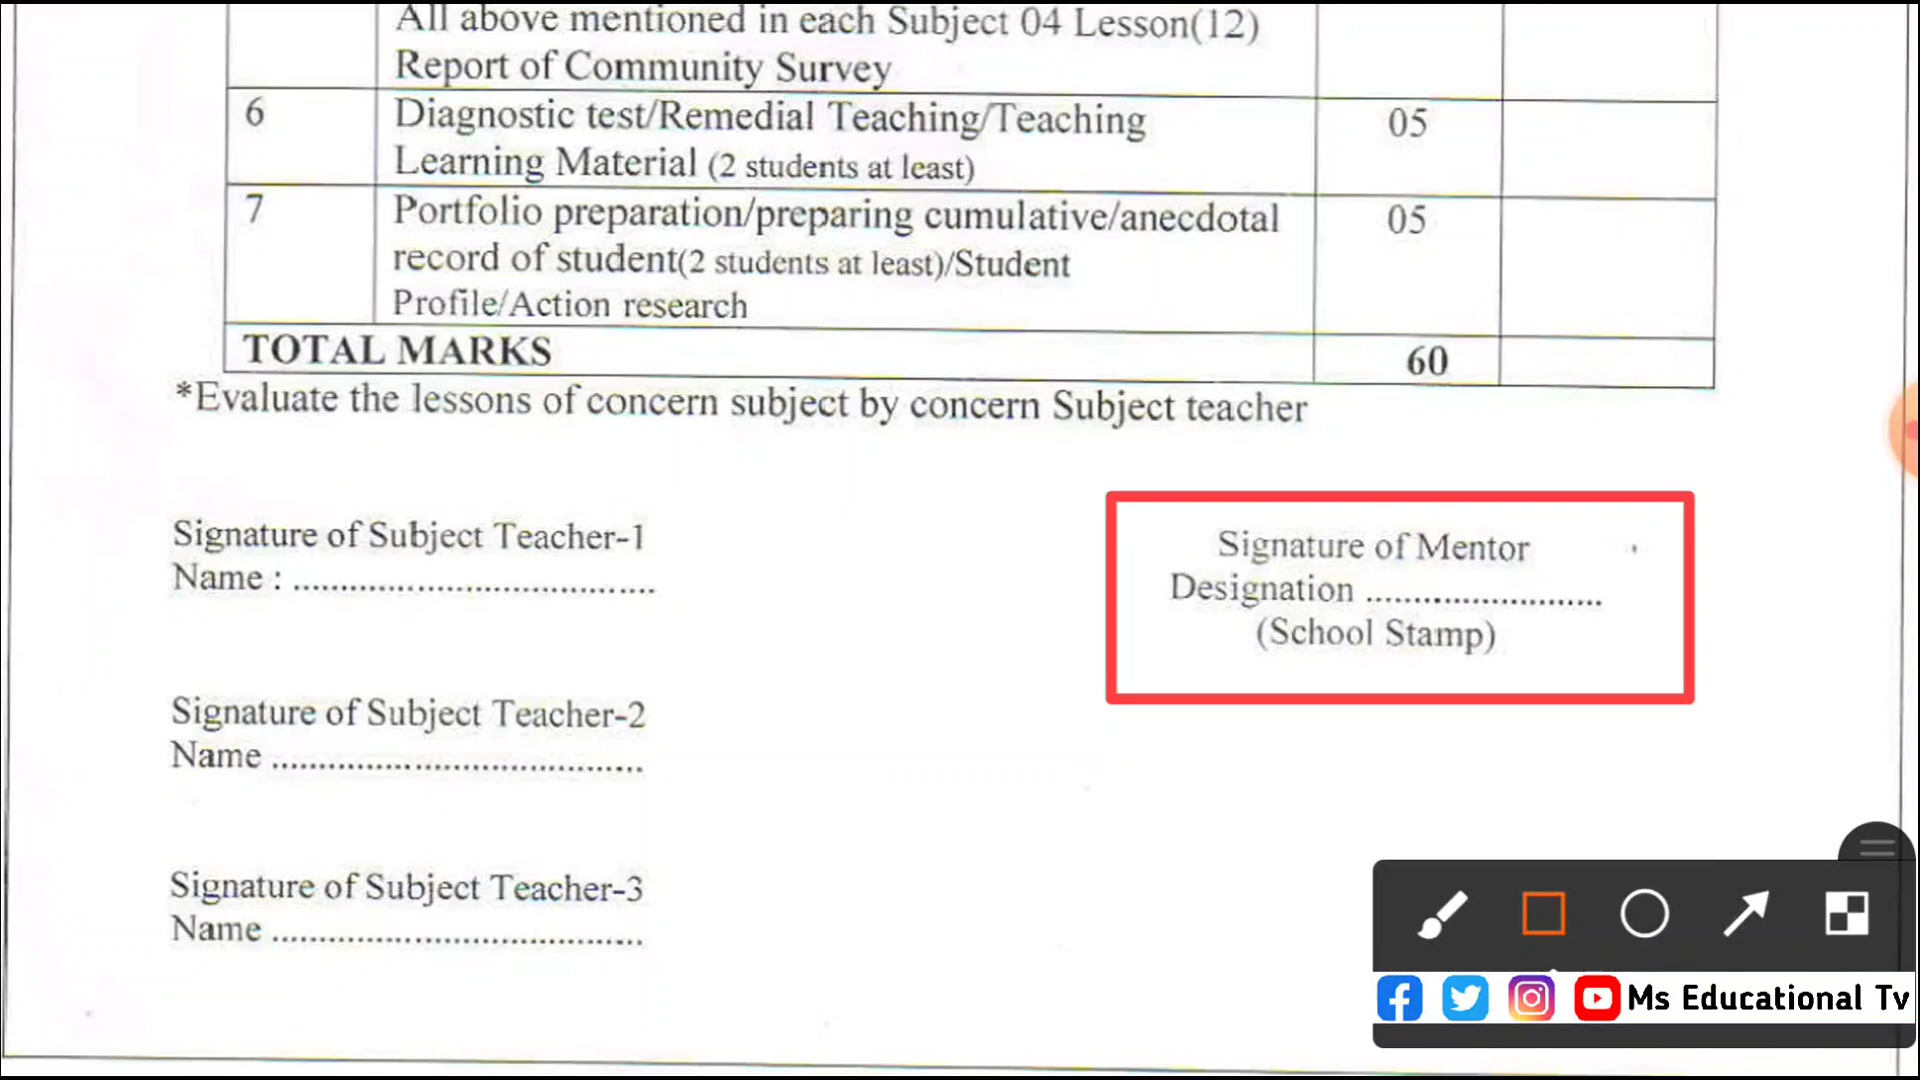 All above mentioned in each Subject 04 Lesson(12)
Report of Community Survey
6 Diagnostic test/Remedial Teaching/Teaching 05
Learning Material (2 students at least)
7 Portfolio preparation/preparing cumulative/anecdotal 05
record of student(2 students at least)/Student
Profile/Action research
TOTAL MARKS 60
*Evaluate the lessons of concern subject by concern Subject teacher
Signature of Subject Teacher-1
Name : ......................................
Signature of Mentor
Designation .........................
(School Stamp)
Signature of Subject Teacher-2
Name .......................................
Signature of Subject Teacher-3
Name .......................................
Ms Educational Tv